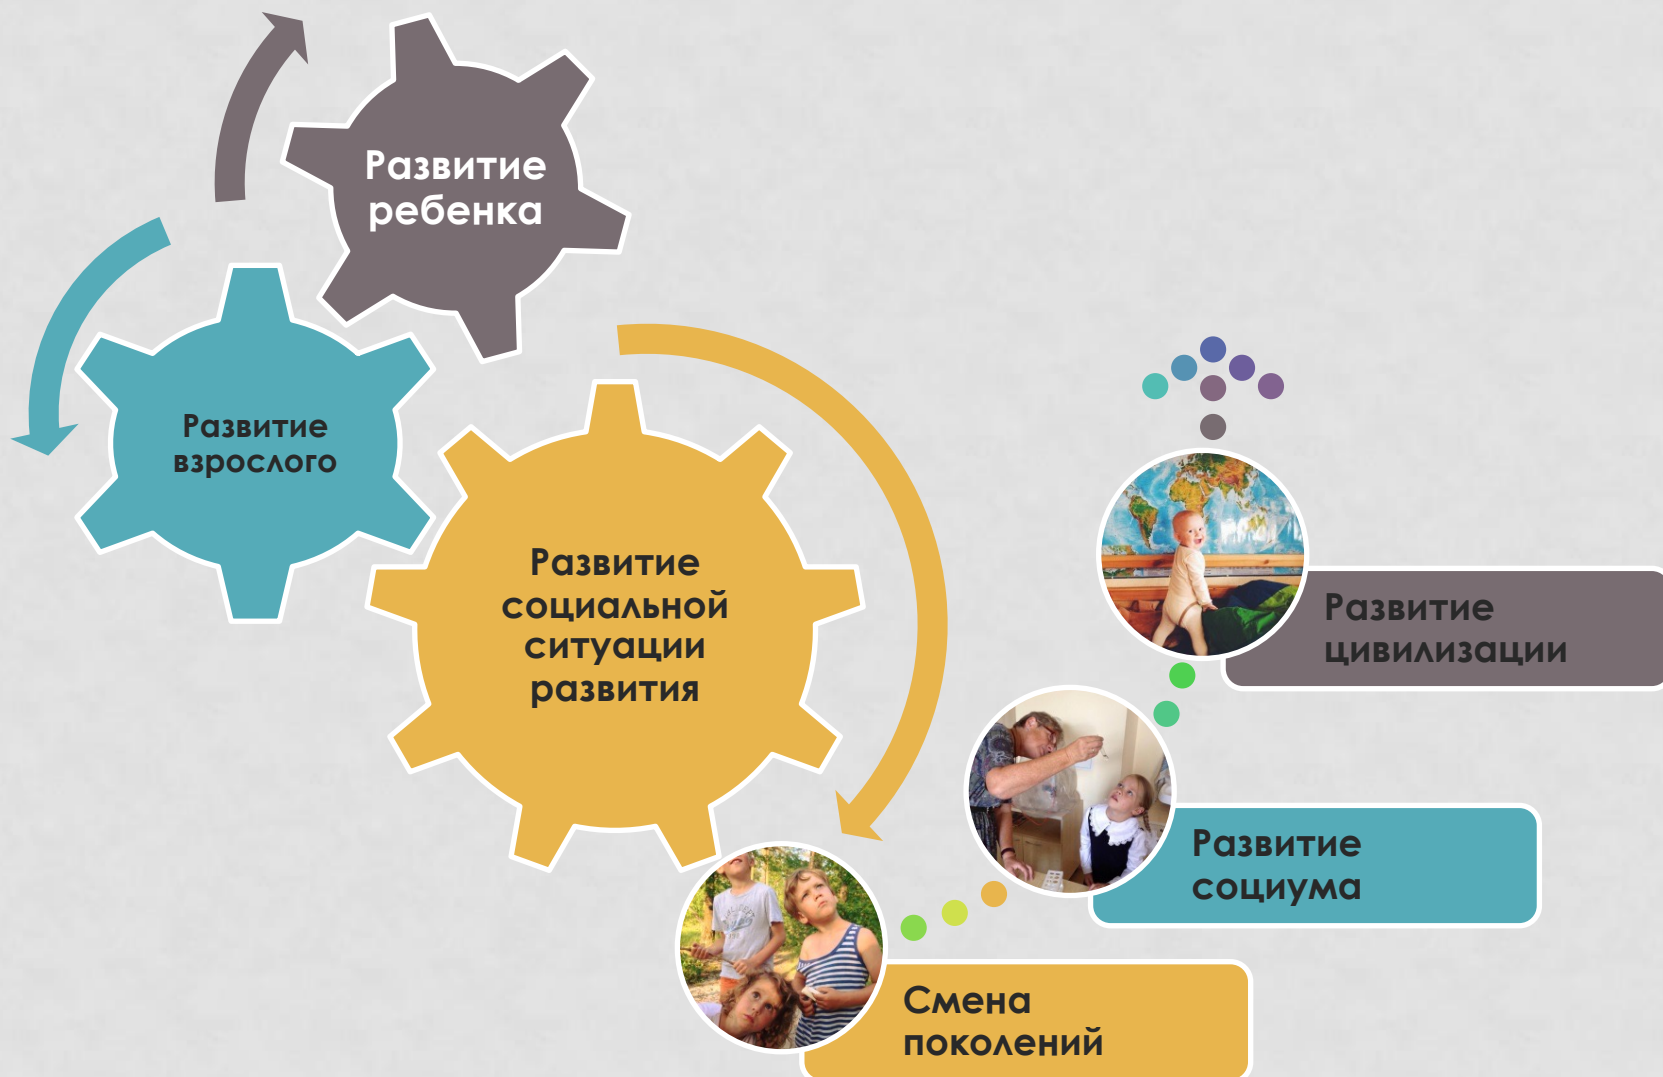 Развитие
ребенка
Развитие
взрослого
Развитие
социальной
ситуации
развития
Развитие
цивилизации
Развитие
социума
Смена
поколений